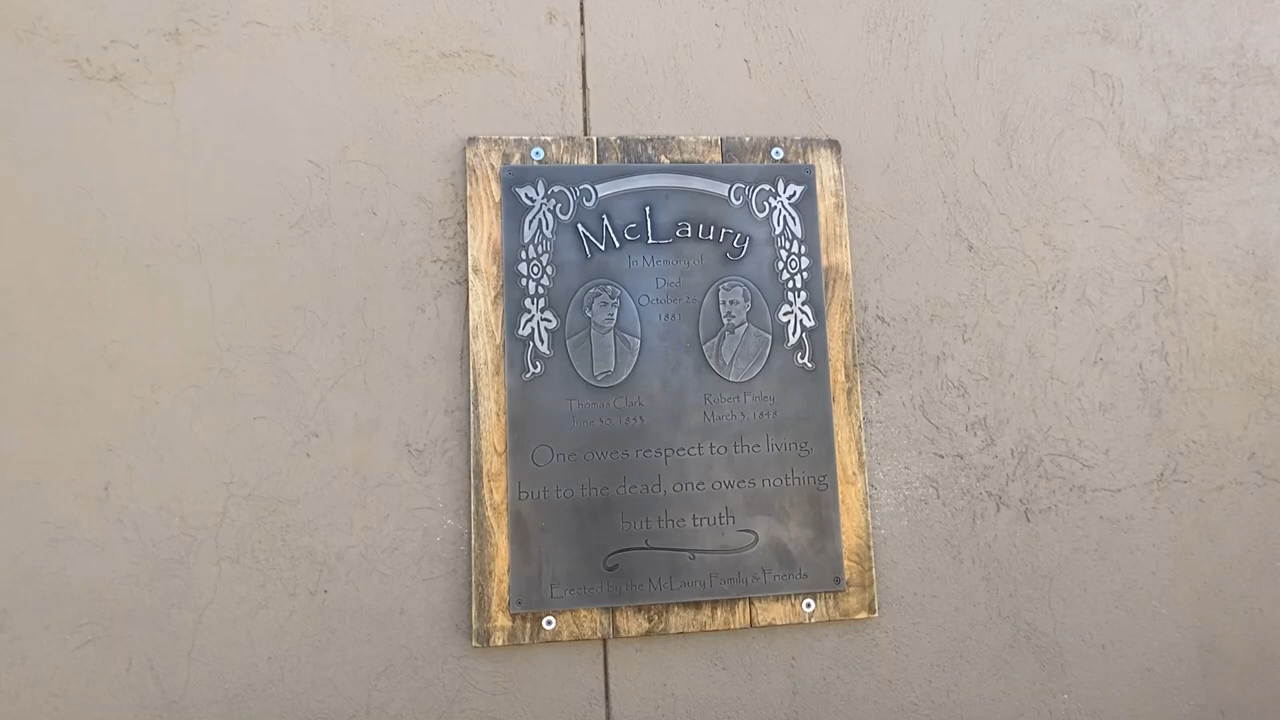 McLaury
In Memory of
Died
October 26,
1881
Thomas Clark
June 30, 1853
Robert Finley
March 3, 1848
One owes respect to the living,
but to the dead, one owes nothing
but the truth
Erected by the McLaury Family & Friends